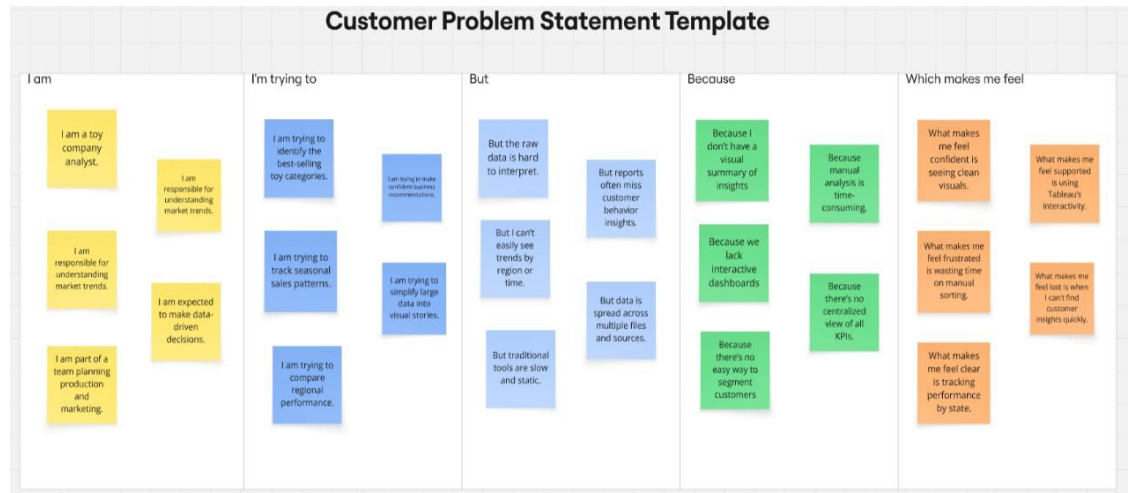 Customer Problem Statement Template
I am
I am a toy
company
analyst.
I am
responsible for
understanding
market trends.
I am
responsible for
understanding
market trends.
I am expected
to make data-
driven
decisions.
I am part of a
team planning
production
and
marketing.
I'm trying to
I am trying to
identify the
best-selling
toy categories.
I am trying to make
confident business
recommendations.
I am trying to
track seasonal
sales patterns.
I am trying to
simplify large
data into
visual stories.
I am trying to
compare
regional
performance.
But
But the raw
data is hard
to interpret.
But reports
often miss
customer
behavior
insights.
But I can't
easily see
trends by
region or
time.
But data is
spread across
multiple files
and sources.
But traditional
tools are slow
and static.
Because
Because I
don't have a
visual
summary of
insights
Because
manual
analysis is
time-
consuming.
Because we
lack
interactive
dashboards
Because
there's no
centralized
view of all
KPIs.
Because
there's no
easy way to
segment
customers
Which makes me feel
What makes
me feel
confident is
seeing clean
visuals.
What makes me
feel supported
is using
Tableau's
interactivity.
What makes me
feel frustrated
is wasting time
on manual
sorting.
What makes me
feel lost is when
I can't find
customer
insights quickly.
What makes
me feel clear
is tracking
performance
by state.